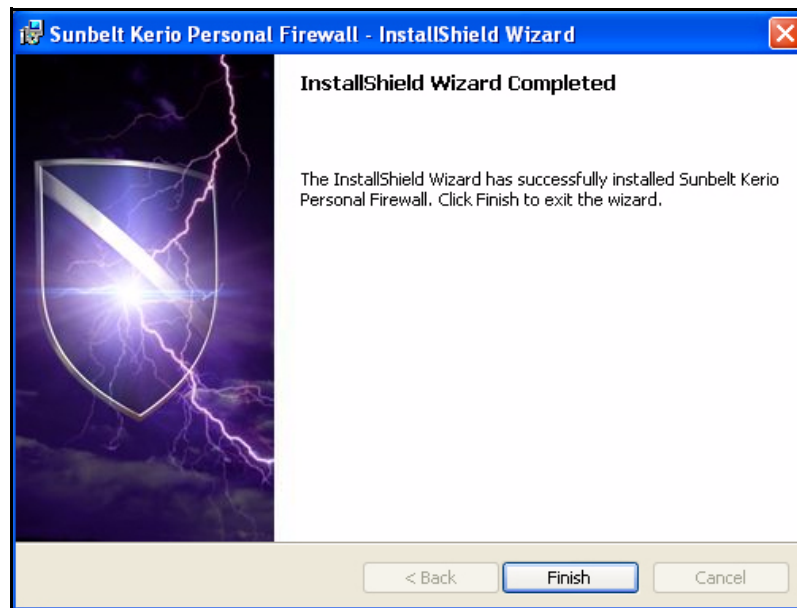 Sunbelt Kerio Personal Firewall - InstallShield Wizard
InstallShield Wizard Completed
The InstallShield Wizard has successfully installed Sunbelt Kerio
Personal Firewall. Click Finish to exit the wizard.
< Back Finish Cancel